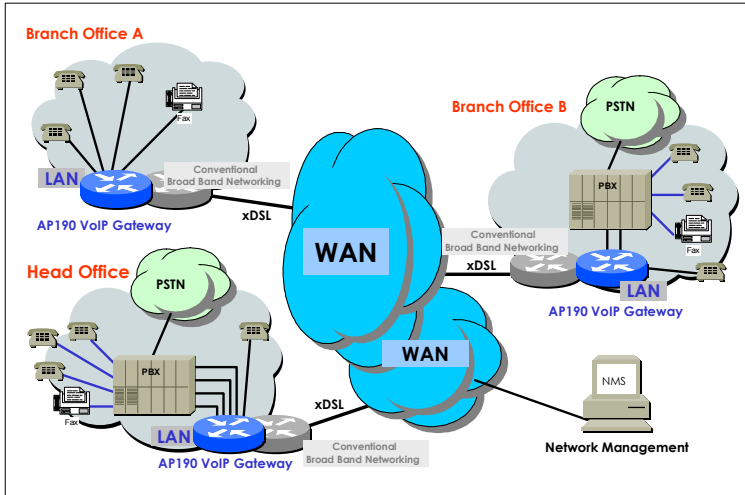 Branch Office A
Fax
LAN
Conventional
Broad Band Networking
AP190 VoIP Gateway
xDSL
WAN
Branch Office B
PSTN
PBX
Fax
Conventional
Broad Band Networking
xDSL
LAN
AP190 VoIP Gateway
Head Office
PSTN
PBX
Fax
LAN
AP190 VoIP Gateway
xDSL
Conventional
Broad Band Networking
WAN
NMS
Network Management